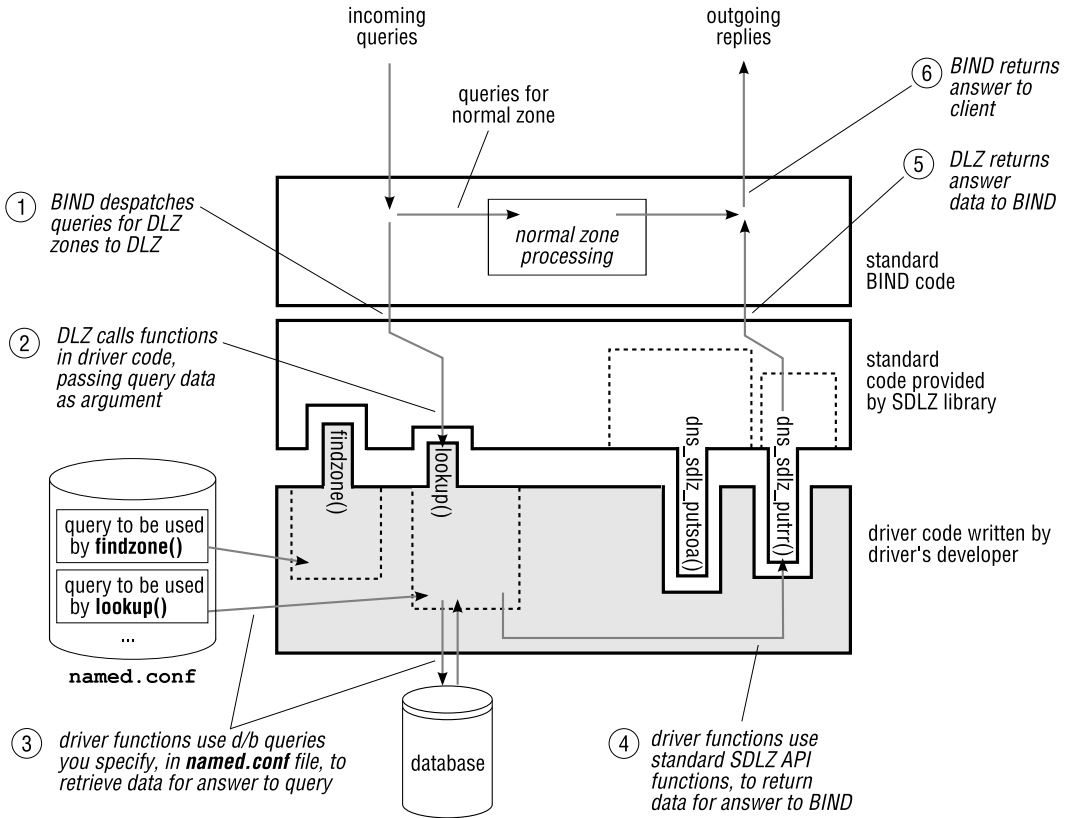 incoming
queries
outgoing
replies
6
BIND returns
answer to
client
queries for
normal zone
5
DLZ returns
answer
data to BIND
1
BIND despatches
queries for DLZ
zones to DLZ
normal zone
processing
standard
BIND code
2
DLZ calls functions
in driver code,
passing query data
as argument
standard
code provided
by SDLZ library
findzone()
lookup()
dns_sdlz_putsoa()
dns_sdlz_putrr()
query to be used
by findzone()
query to be used
by lookup()
...
named.conf
driver code written by
driver's developer
3
driver functions use d/b queries
you specify, in named.conf file, to
retrieve data for answer to query
database
4
driver functions use
standard SDLZ API
functions, to return
data for answer to BIND